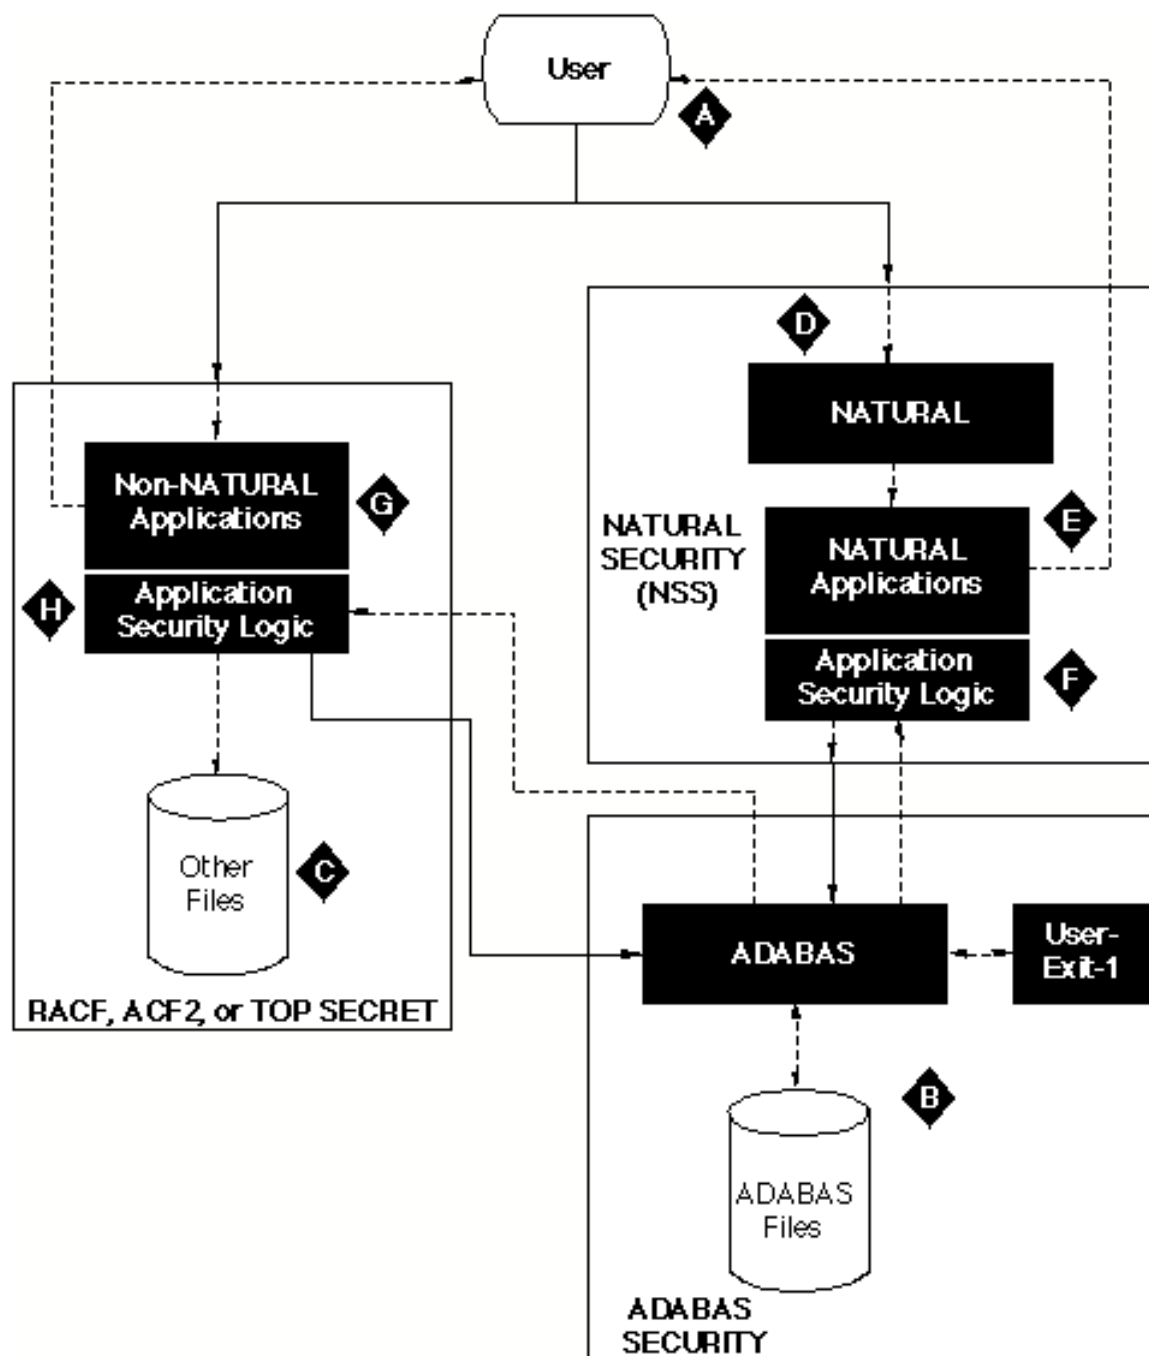 User
A
D
NATURAL
Non-NATURAL
Applications
G
NATURAL
SECURITY
(NSS)
E
NATURAL
Applications
H
Application
Security Logic
Application
Security Logic
F
Other
Files
C
RACF, ACF2, or TOP SECRET
ADABAS
User-
Exit-1
B
ADABAS
Files
ADABAS
SECURITY